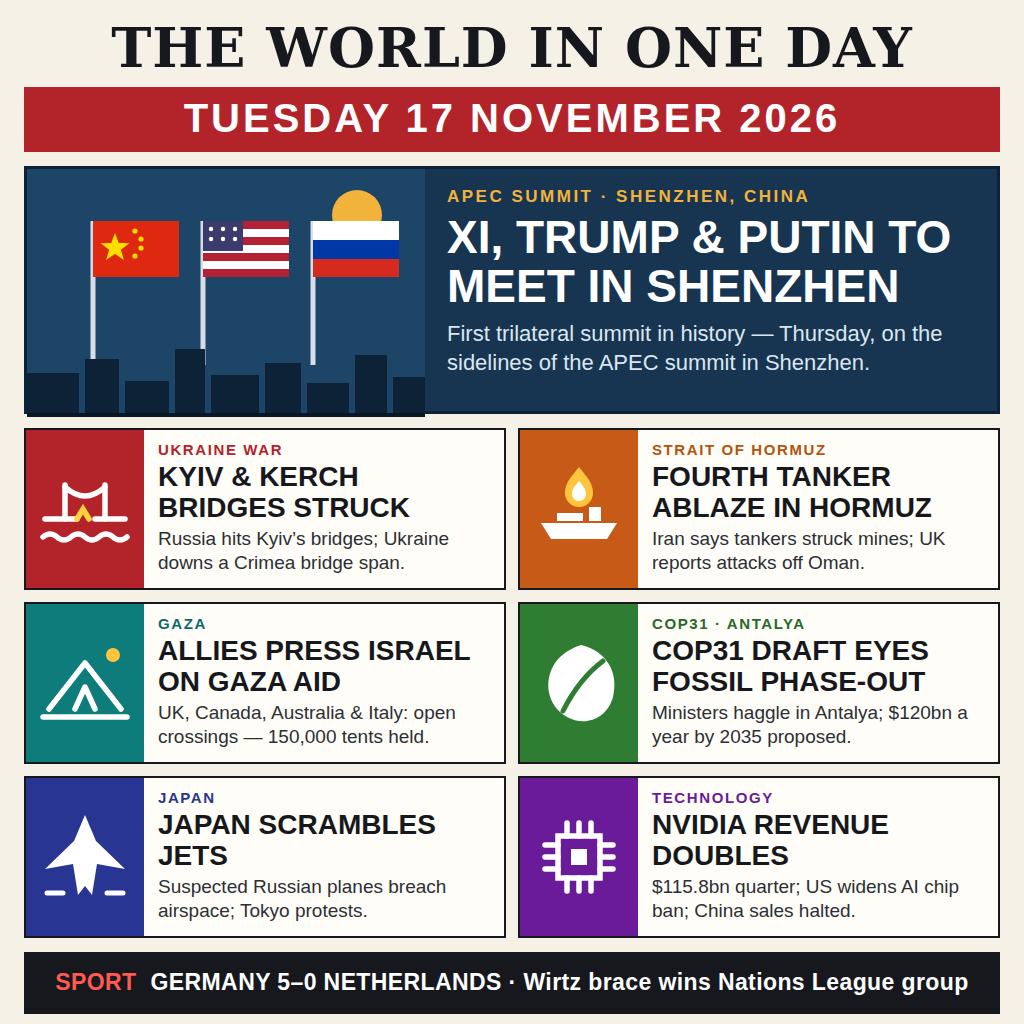 THE WORLD IN ONE DAY
TUESDAY 17 NOVEMBER 2026
APEC SUMMIT · SHENZHEN, CHINA
XI, TRUMP & PUTIN TO
MEET IN SHENZHEN
First trilateral summit in history — Thursday, on the
sidelines of the APEC summit in Shenzhen.
UKRAINE WAR
KYIV & KERCH
BRIDGES STRUCK
Russia hits Kyiv’s bridges; Ukraine
downs a Crimea bridge span.
STRAIT OF HORMUZ
FOURTH TANKER
ABLAZE IN HORMUZ
Iran says tankers struck mines; UK
reports attacks off Oman.
GAZA
ALLIES PRESS ISRAEL
ON GAZA AID
UK, Canada, Australia & Italy: open
crossings — 150,000 tents held.
COP31 · ANTALYA
COP31 DRAFT EYES
FOSSIL PHASE-OUT
Ministers haggle in Antalya; $120bn a
year by 2035 proposed.
JAPAN
JAPAN SCRAMBLES
JETS
Suspected Russian planes breach
airspace; Tokyo protests.
TECHNOLOGY
NVIDIA REVENUE
DOUBLES
$115.8bn quarter; US widens AI chip
ban; China sales halted.
SPORT GERMANY 5–0 NETHERLANDS · Wirtz brace wins Nations League group